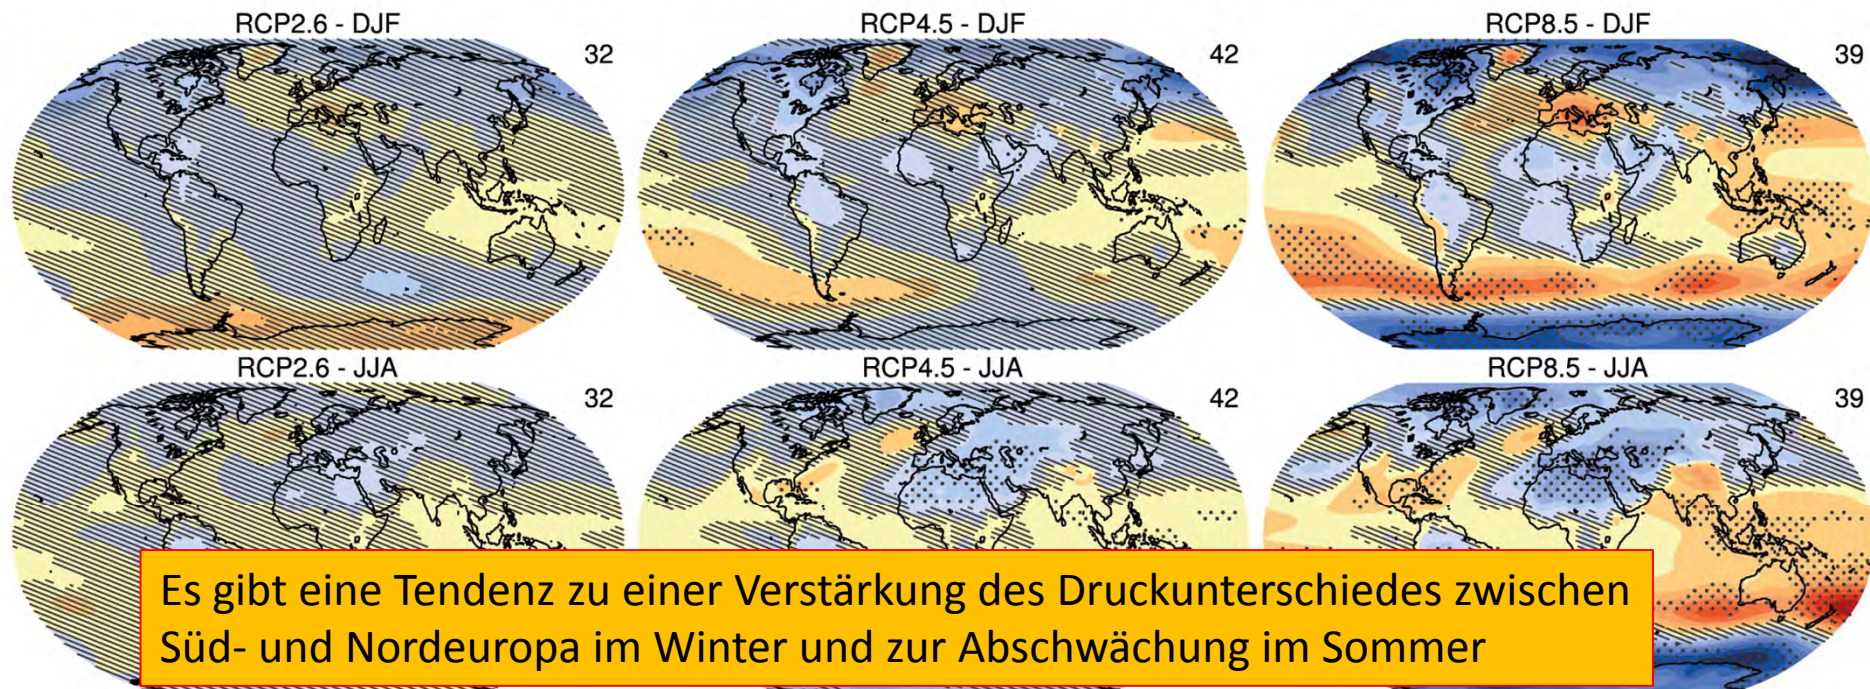 RCP2.6 - DJF
32
RCP4.5 - DJF
42
RCP8.5 - DJF
39
RCP2.6 - JJA
32
RCP4.5 - JJA
42
RCP8.5 - JJA
39
Es gibt eine Tendenz zu einer Verstärkung des Druckunterschiedes zwischen
Süd- und Nordeuropa im Winter und zur Abschwächung im Sommer